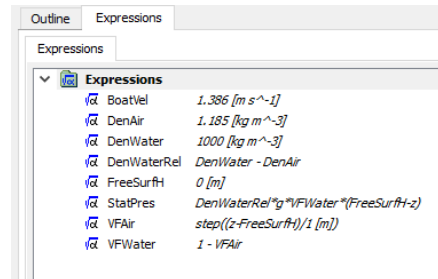 Outline Expressions
Expressions
Expressions
BoatVel 1.386 [m s^-1]
DenAir 1.185 [kg m^-3]
DenWater 1000 [kg m^-3]
DenWaterRel DenWater - DenAir
FreeSurfH 0 [m]
StatPres DenWaterRel*g*VFWater*(FreeSurfH-z)
VFAir step((z-FreeSurfH)/1 [m])
VFWater 1 - VFAir